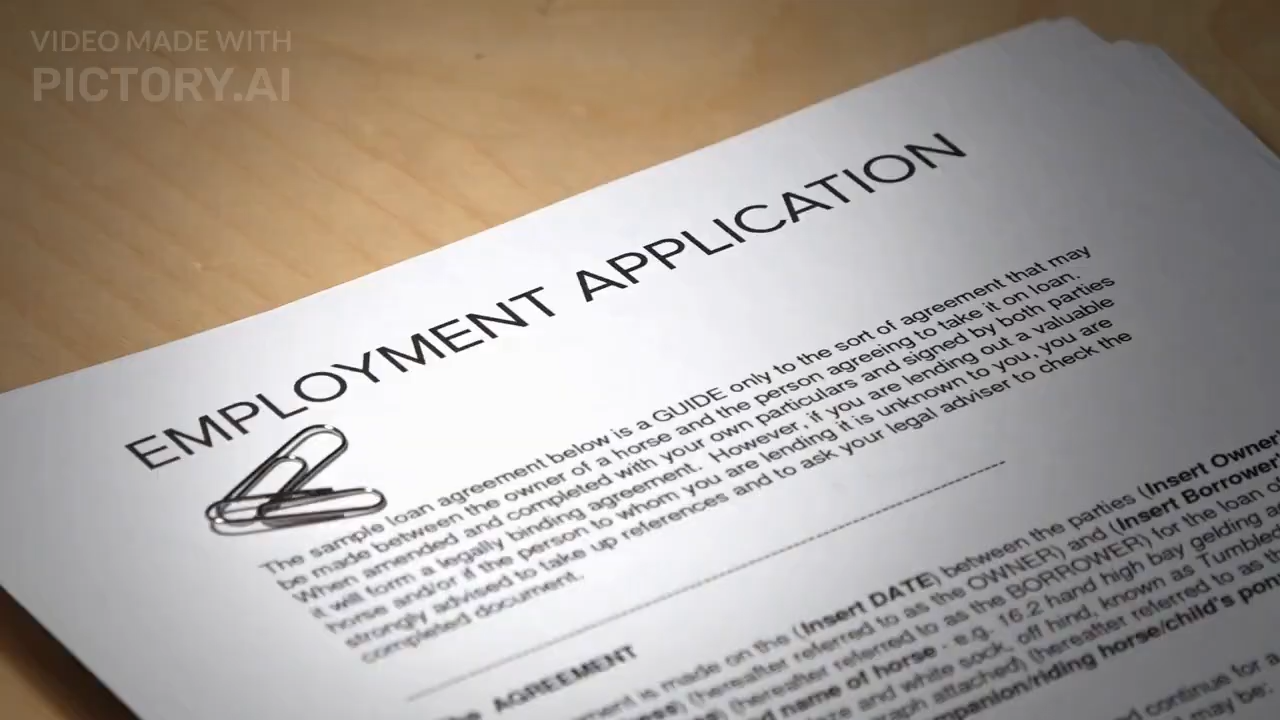 VIDEO MADE WITH
PICTORY.AI
EMPLOYMENT APPLICATION
The sample loan agreement below is a GUIDE only to the sort of agreement that may
be made between the owner of a horse and the person agreeing to take it on loan.
When amended and completed with your own particulars and signed by both parties
it will form a legally binding agreement. However, if you are lending out a valuable
horse and/or if the person to whom you are lending it is unknown to you, you are
strongly advised to take up references and to ask your legal adviser to check the
completed document.
AGREEMENT
is made on the (Insert DATE) between the parties (Insert Owner
(hereafter referred to as the OWNER) and (Insert Borrower
(hereafter referred to as the BORROWER) for the loan of
name of horse - e.g. 16.2 hand high bay gelding
and white sock, off hind, known as Tumbled
attached) (hereafter referred to as the
riding horse/child's pony
continue for a
may be: